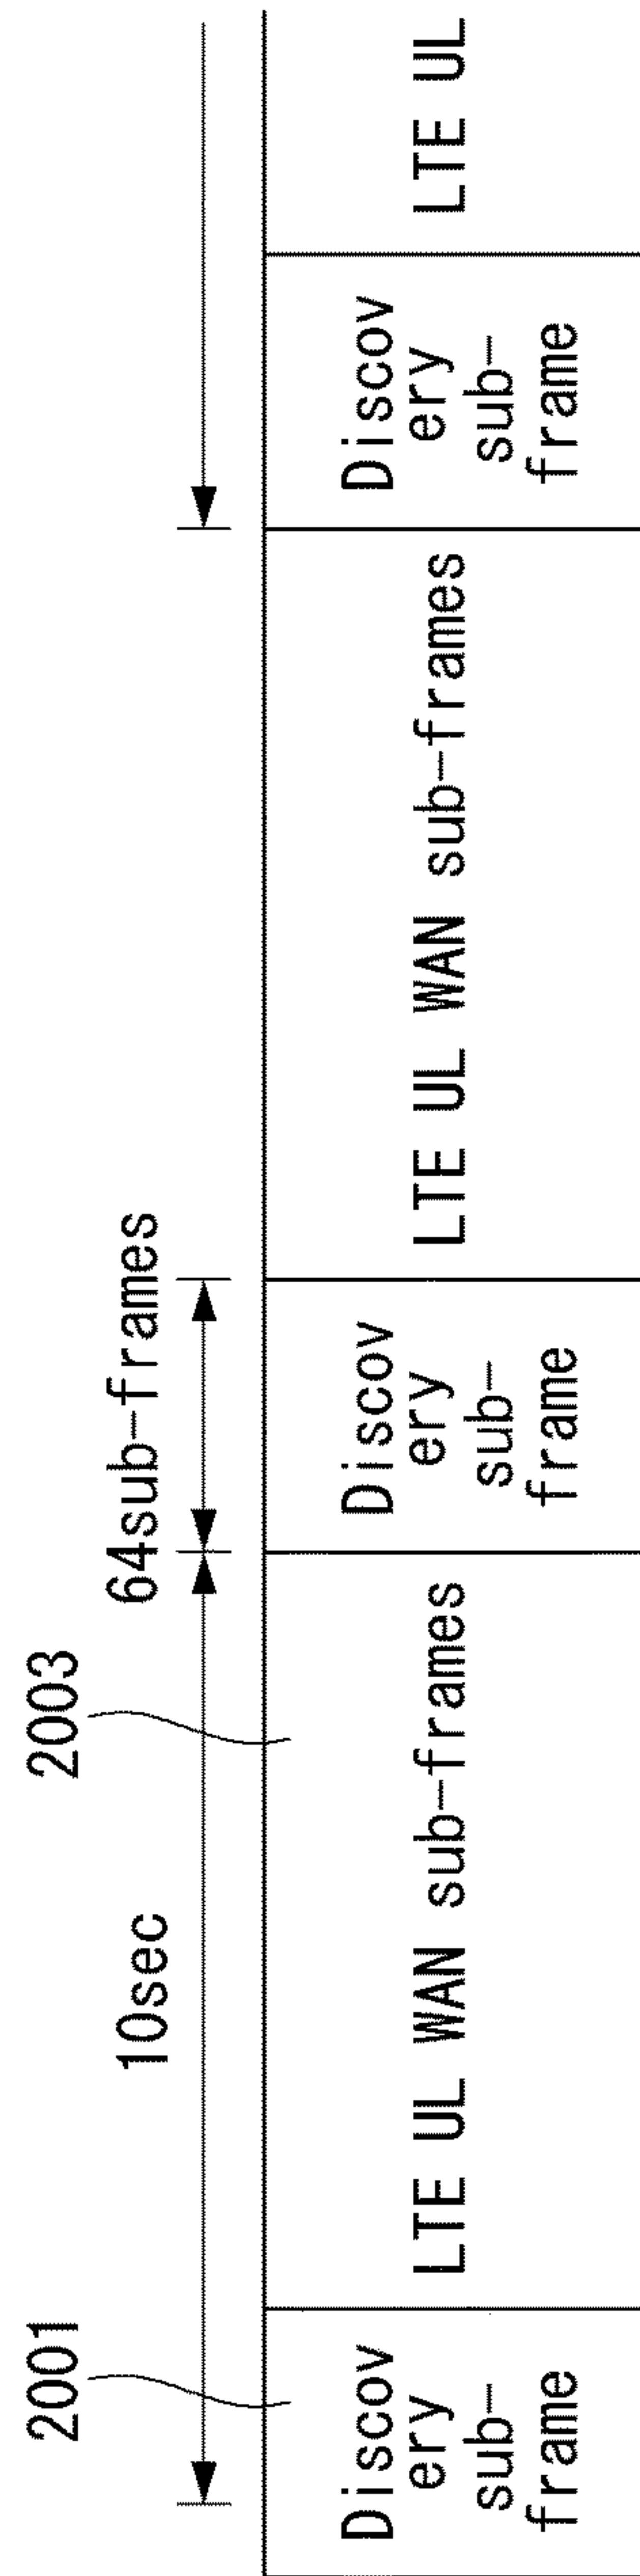 2001
2003
10sec
64sub-frames
Discov
ery
sub-
frame
LTE UL WAN sub-frames
Discov
ery
sub-
frame
LTE UL WAN sub-frames
Discov
ery
sub-
frame
LTE UL